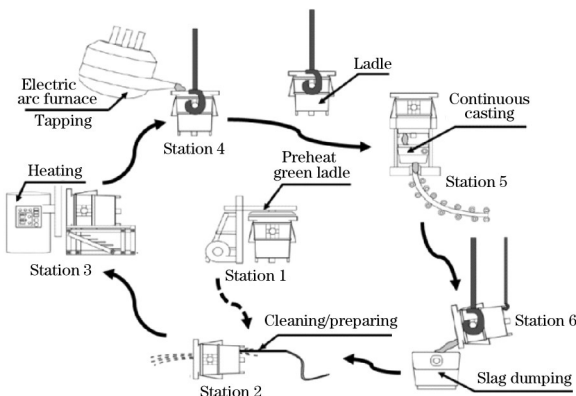 Electric
arc furnace
Tapping
Station 4
Ladle
Continuous
casting
Station 5
Heating
Station 3
Preheat
green ladle
Station 1
Cleaning/preparing
Station 2
Station 6
Slag dumping